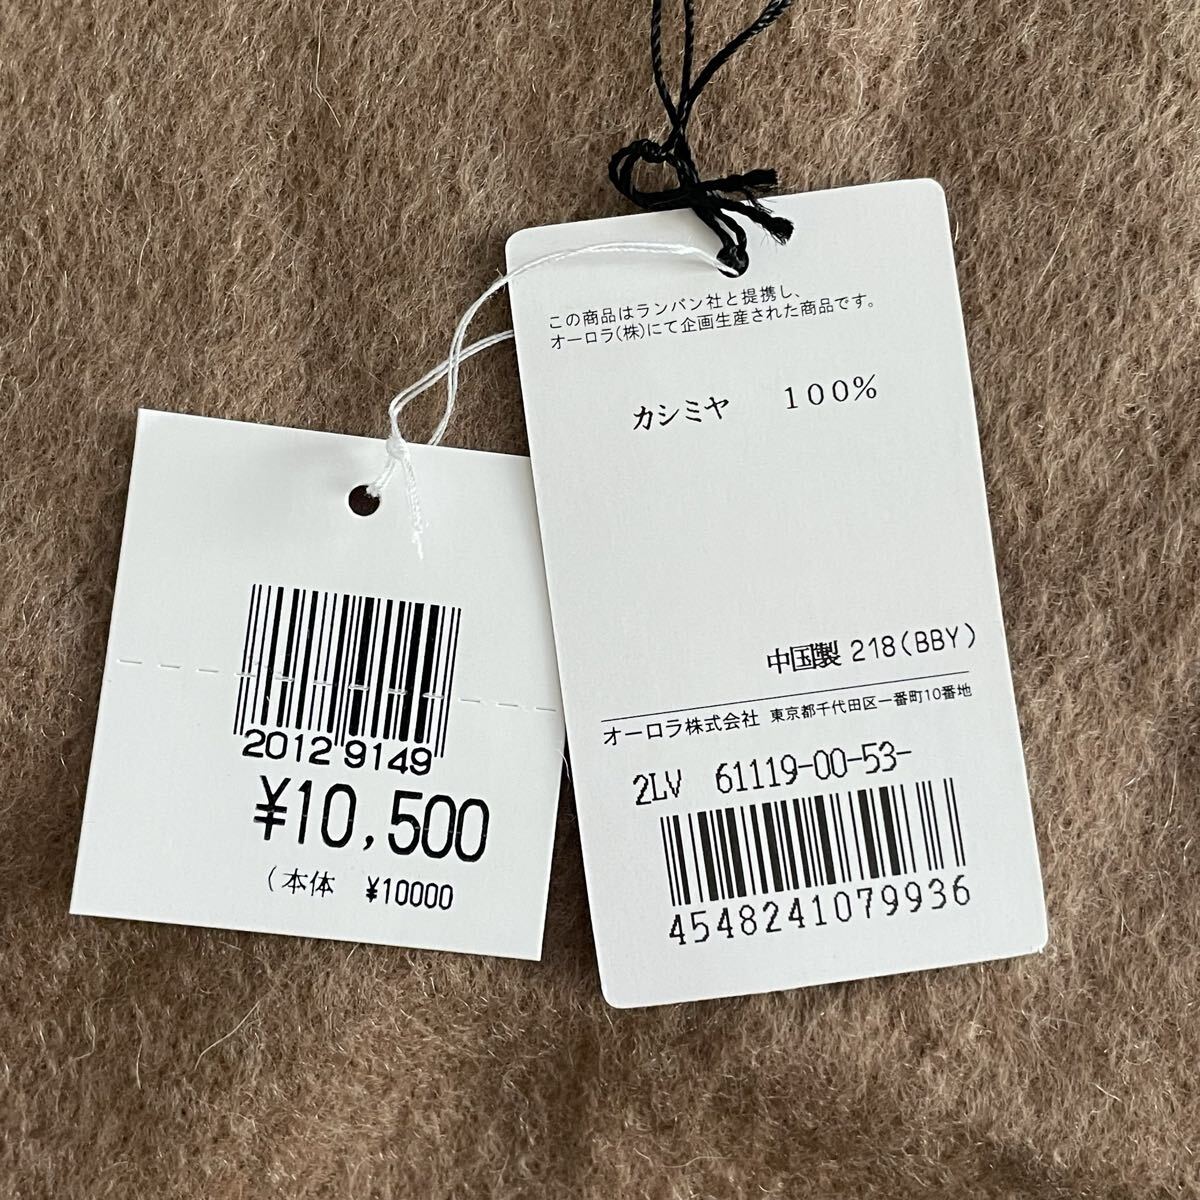 この商品はランバン社と提携し、
オーロラ(株)にて企画生産された商品です。
カシミヤ 100%
中国製 218(BBY)
オーロラ株式会社 東京都千代田区一番町10番地
2LV 61119-00-53-
4548241079936
2012 9149
¥10,500
(本体 ¥10000